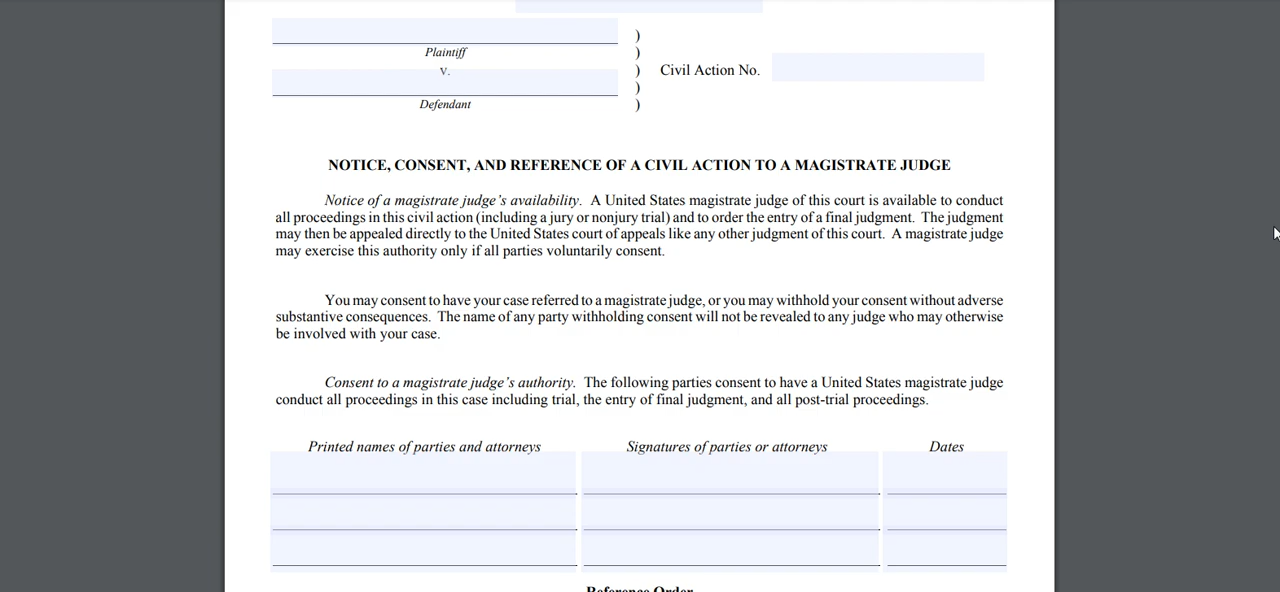 )
Plaintiff )
v. ) Civil Action No.
)
Defendant )
NOTICE, CONSENT, AND REFERENCE OF A CIVIL ACTION TO A MAGISTRATE JUDGE
Notice of a magistrate judge’s availability. A United States magistrate judge of this court is available to conduct
all proceedings in this civil action (including a jury or nonjury trial) and to order the entry of a final judgment. The judgment
may then be appealed directly to the United States court of appeals like any other judgment of this court. A magistrate judge
may exercise this authority only if all parties voluntarily consent.
You may consent to have your case referred to a magistrate judge, or you may withhold your consent without adverse
substantive consequences. The name of any party withholding consent will not be revealed to any judge who may otherwise
be involved with your case.
Consent to a magistrate judge’s authority. The following parties consent to have a United States magistrate judge
conduct all proceedings in this case including trial, the entry of final judgment, and all post-trial proceedings.
Printed names of parties and attorneys Signatures of parties or attorneys Dates
Reference Order